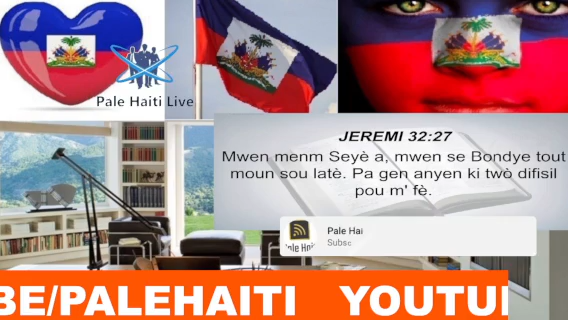 Pale Haiti Live
JEREMI 32:27
Mwen menm Seyè a, mwen se Bondye tout
moun sou latè. Pa gen anyen ki twò difisil
pou m' fè.
Pale Hai
Subsc
BE/PALEHAITI YOUTU